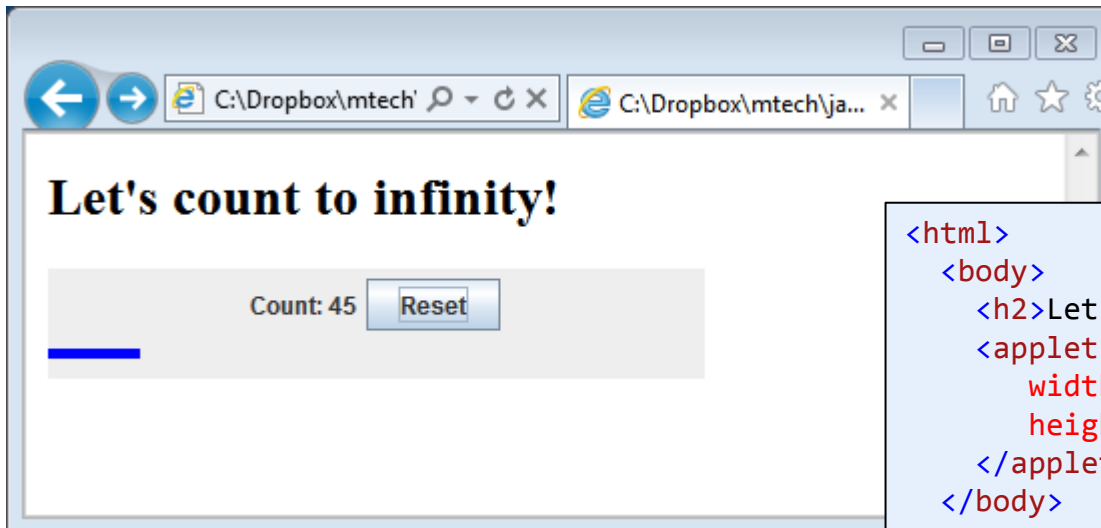 C:\Dropbox\mtech' C:\Dropbox\mtech\ja...
Let's count to infinity!
Count: 45 Reset
<html>
<body>
<h2>Let
<applet
widt
heig
</applet
</body>